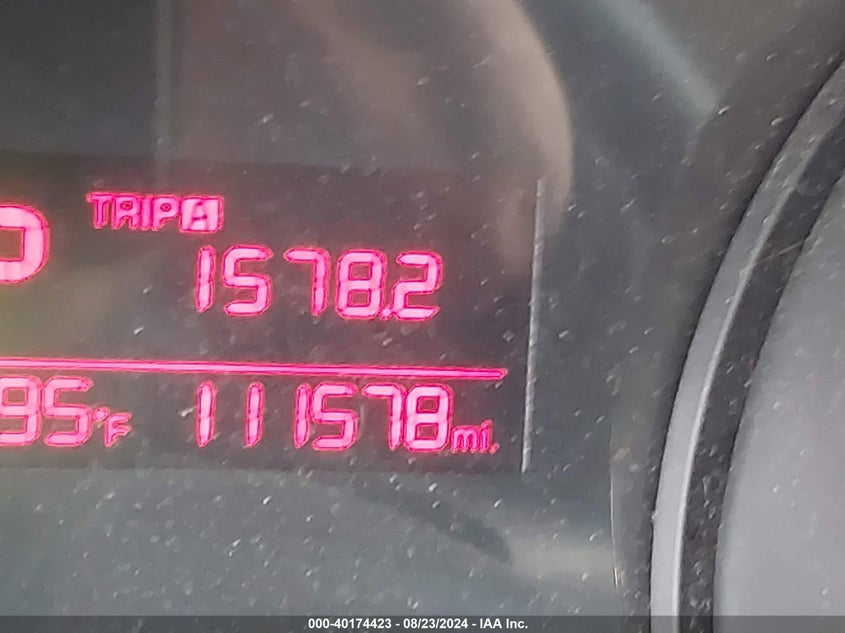 P
TRIP A
1578.2
95°F 111578 mi.
000-40174423 - 08/23/2024 - IAA Inc.